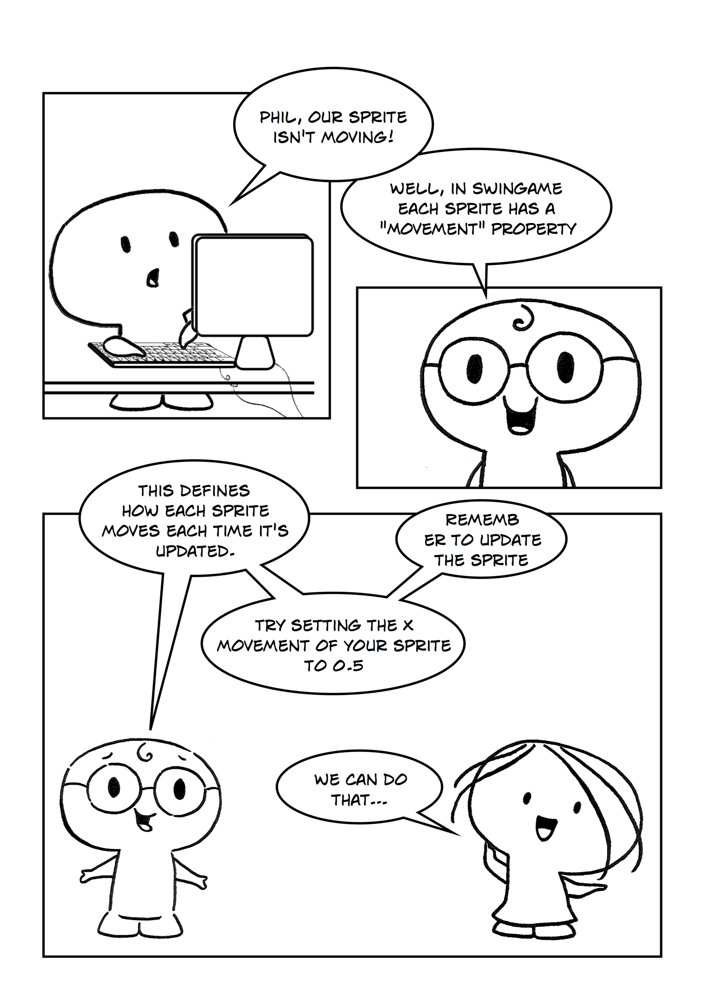 PHIL, OUR SPRITE
ISN'T MOVING!
WELL, IN SWINGAME
EACH SPRITE HAS A
"MOVEMENT" PROPERTY
THIS DEFINES
HOW EACH SPRITE
MOVES EACH TIME IT'S
UPDATED.
TRY SETTING THE X
MOVEMENT OF YOUR SPRITE
TO 0.5
REMEMB
ER TO UPDATE
THE SPRITE
WE CAN DO
THAT...